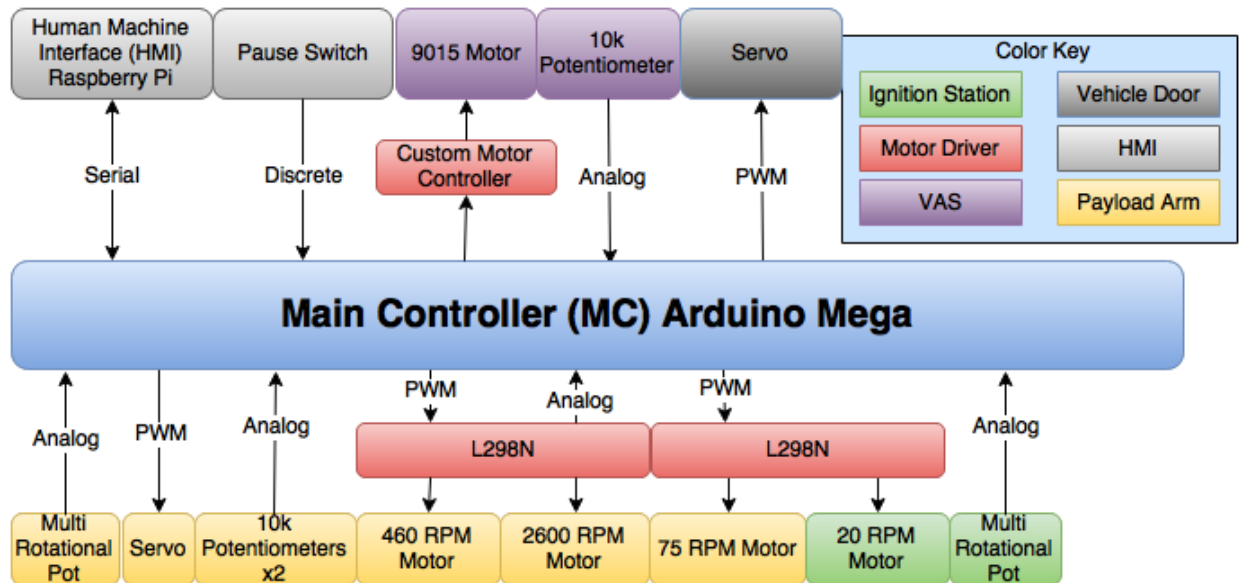 Human Machine
Interface (HMI)
Raspberry Pi
Pause Switch
9015 Motor
10k
Potentiometer
Servo
Color Key
Ignition Station
Vehicle Door
Motor Driver
HMI
VAS
Payload Arm
Serial
Discrete
Custom Motor
Controller
Analog
PWM
Main Controller (MC) Arduino Mega
Analog
PWM
Analog
PWM
Analog
PWM
Analog
L298N
L298N
Multi
Rotational
Pot
Servo
10k
Potentiometers
x2
460 RPM
Motor
2600 RPM
Motor
75 RPM Motor
20 RPM
Motor
Multi
Rotational
Pot